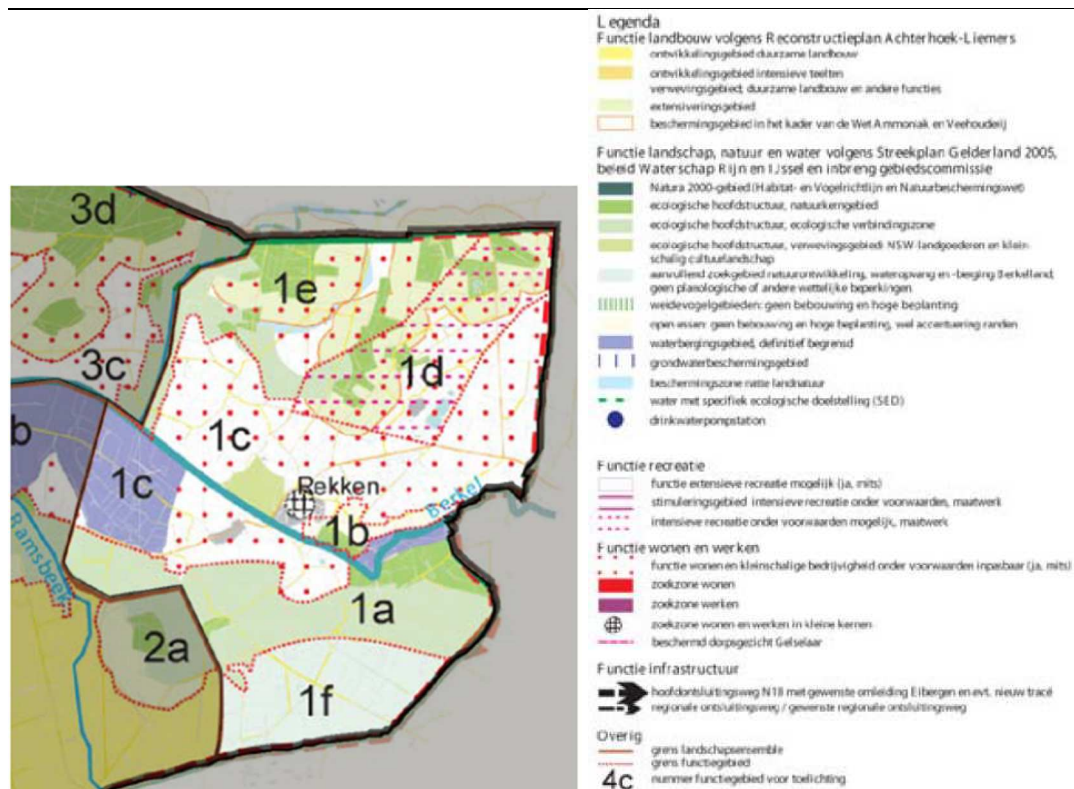 3d
1e
3c
1d
b
1c
1c
Rekken
Berkel
1b
Ramsbeek
1a
2a
1f
Legenda
Functie landbouw volgens Reconstructieplan Achterhoek-Liemers
ontwikkelingsgebied duurzame landbouw
ontwikkelingsgebied intensieve teelten
verwevingsgebied; duurzame landbouw en andere functies
extensiveringsgebied
beschermingsgebied in het kader van de Wet Ammoniak en Veehouderij
Functie landschap, natuur en water volgens Streekplan Gelderland 2005,
beleid Waterschap Rijn en IJssel en inbreng gebiedscommissie
Natura 2000-gebied (Habitat- en Vogelrichtlijn en Natuurbeschermingswet)
ecologische hoofdstructuur, natuurkerngebied
ecologische hoofdstructuur, ecologische verbindingszone
ecologische hoofdstructuur, verwevingsgebied: NSW-landgoederen en klein-
schalig cultuurlandschap
aanvullend zoekgebied natuurontwikkeling, wateropvang en -berging Berkelland,
geen planologische of andere wettelijke beperkingen
weidevogelgebieden: geen bebouwing en hoge beplanting
open essen: geen bebouwing en hoge beplanting, wel accentuering randen
waterbergingsgebied, definitief begrensd
grondwaterbeschermingsgebied
beschermingszone natte landnatuur
water met specifiek ecologische doelstelling (SED)
drinkwaterpompstation
Functie recreatie
functie extensieve recreatie mogelijk (ja, mits)
stimuleringsgebied intensieve recreatie onder voorwaarden, maatwerk
intensieve recreatie onder voorwaarden mogelijk, maatwerk
Functie wonen en werken
functie wonen en kleinschalige bedrijvigheid onder voorwaarden inpasbaar (ja, mits)
zoekzone wonen
zoekzone werken
zoekzone wonen en werken in kleine kernen
beschermd dorpsgezicht Gelselaar
Functie infrastructuur
hoofdontsluitingsweg N18 met gewenste omleiding Eibergen en evt. nieuw tracé
regionale ontsluitingsweg / gewenste regionale ontsluitingsweg
Overig
grens landschapsensemble
grens functiegebied
4c nummer functiegebied voor toelichting